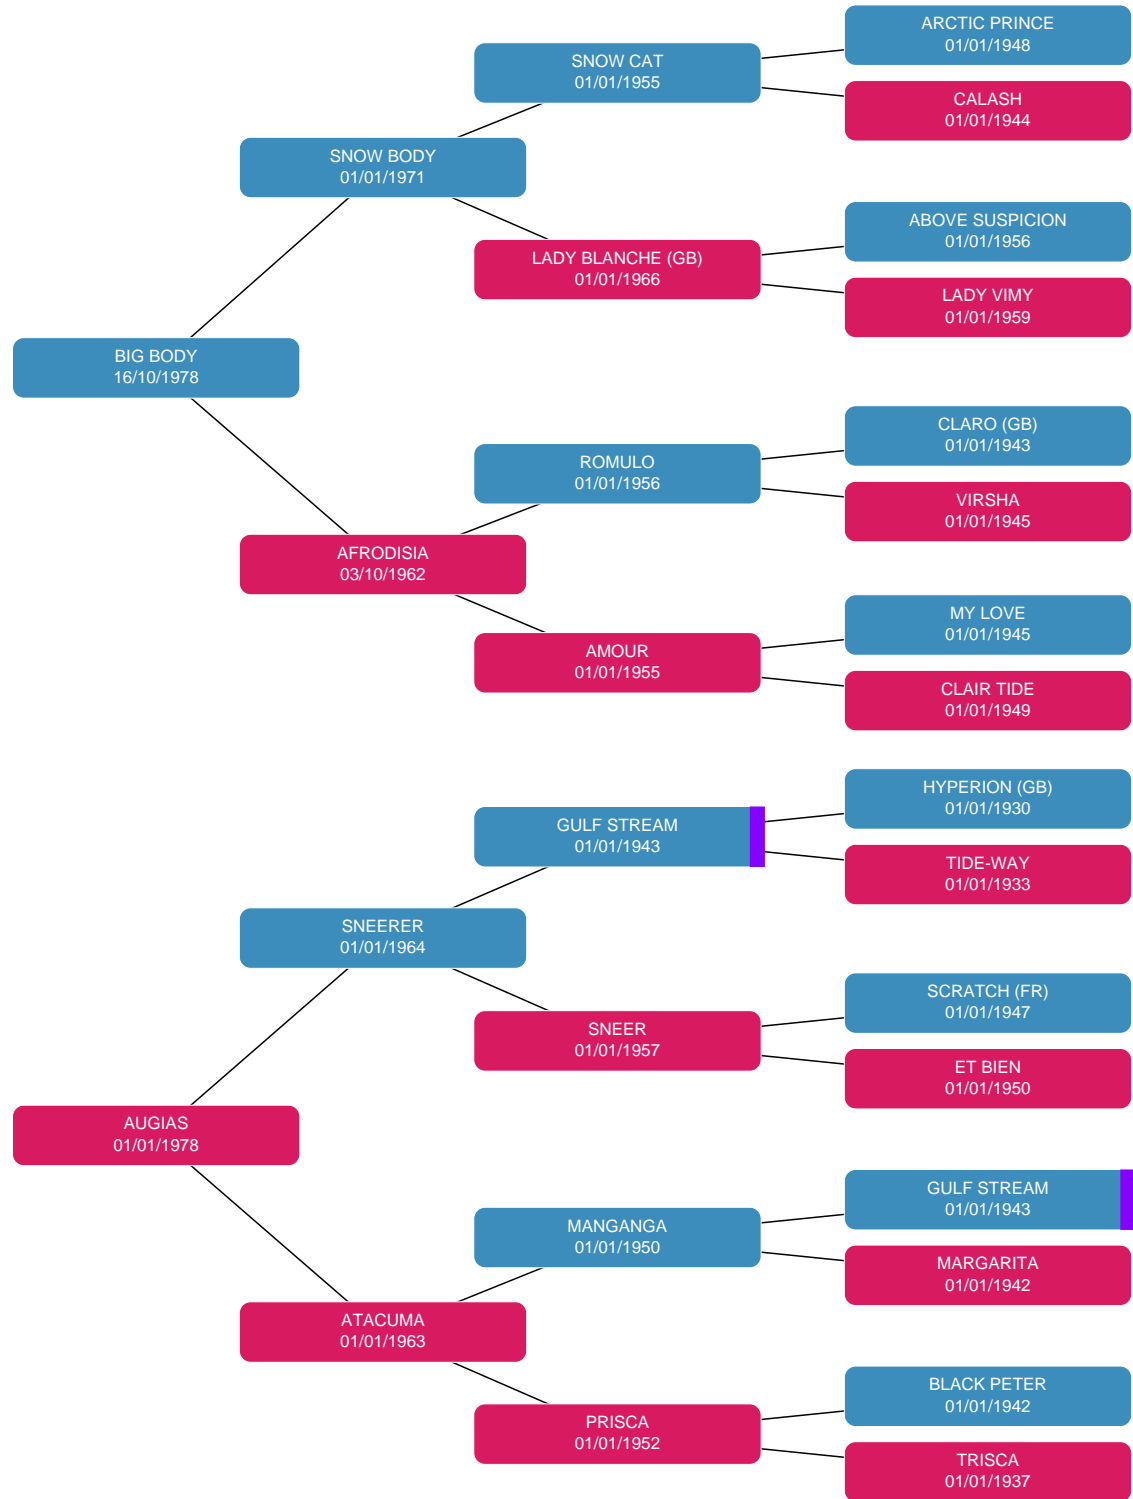 ARCTIC PRINCE
01/01/1948
SNOW CAT
01/01/1955
CALASH
01/01/1944
SNOW BODY
01/01/1971
ABOVE SUSPICION
01/01/1956
LADY BLANCHE (GB)
01/01/1966
LADY VIMY
01/01/1959
BIG BODY
16/10/1978
CLARO (GB)
01/01/1943
ROMULO
01/01/1956
VIRSHA
01/01/1945
AFRODISIA
03/10/1962
MY LOVE
01/01/1945
AMOUR
01/01/1955
CLAIR TIDE
01/01/1949
HYPERION (GB)
01/01/1930
GULF STREAM
01/01/1943
TIDE-WAY
01/01/1933
SNEERER
01/01/1964
SCRATCH (FR)
01/01/1947
SNEER
01/01/1957
ET BIEN
01/01/1950
AUGIAS
01/01/1978
GULF STREAM
01/01/1943
MANGANGA
01/01/1950
MARGARITA
01/01/1942
ATACUMA
01/01/1963
BLACK PETER
01/01/1942
PRISCA
01/01/1952
TRISCA
01/01/1937